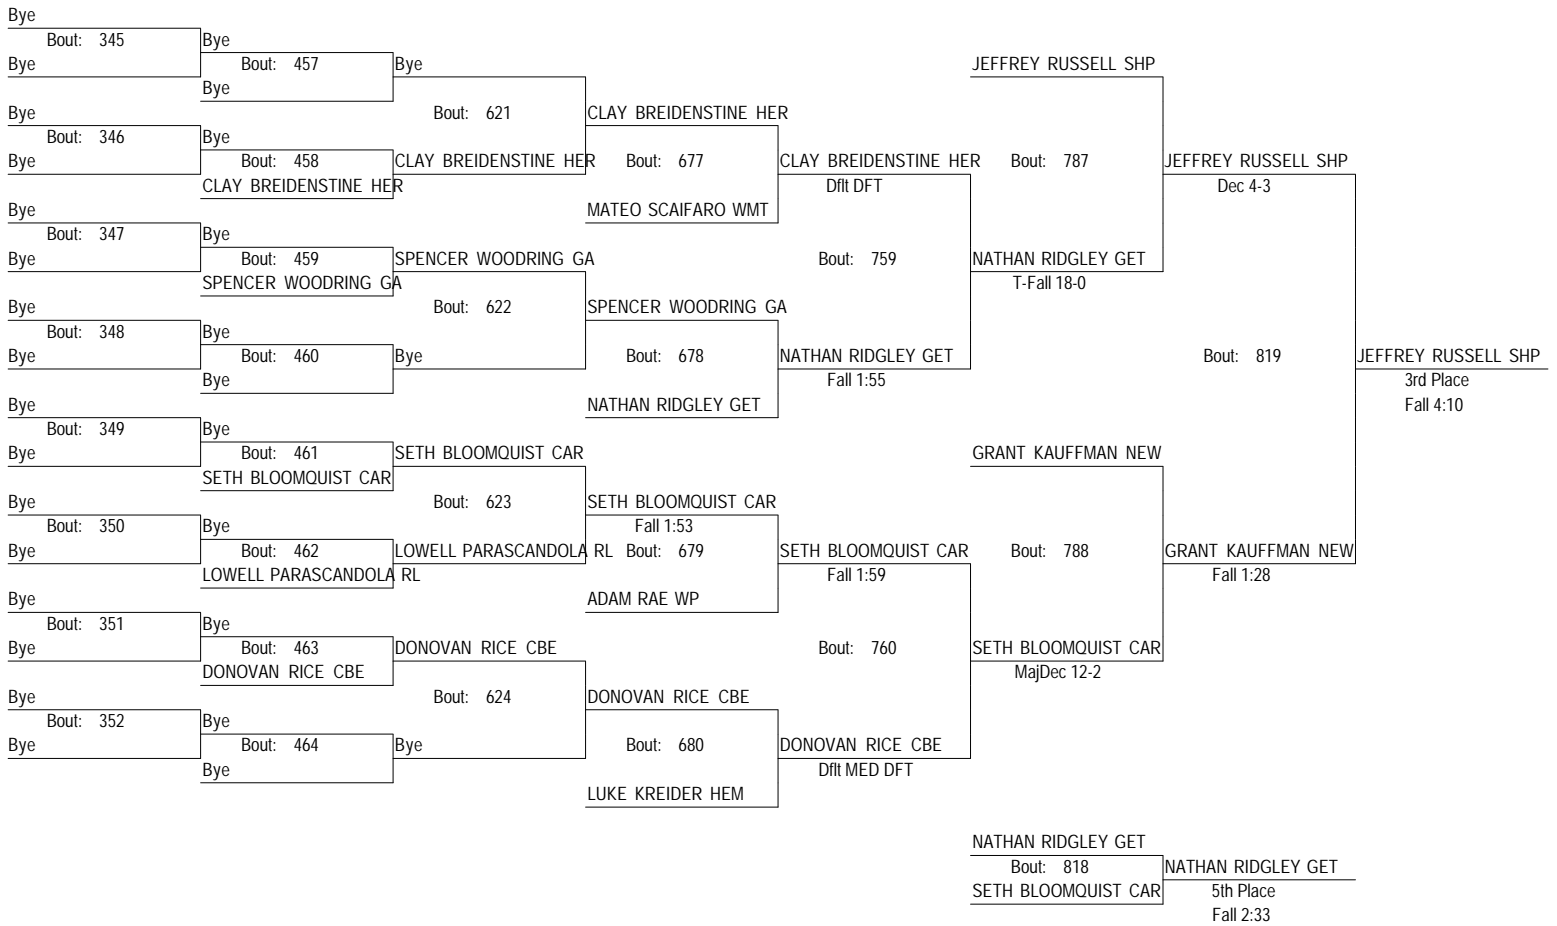 Bye
Bout: 345 Bye
Bye Bout: 457 Bye JEFFREY RUSSELL SHP
Bye
Bye Bout: 621 CLAY BREIDENSTINE HER
Bout: 346 Bye
Bye Bout: 458 CLAY BREIDENSTINE HER Bout: 677 CLAY BREIDENSTINE HER Bout: 787 JEFFREY RUSSELL SHP
CLAY BREIDENSTINE HER Dflt DFT Dec 4-3
Bye MATEO SCAIFARO WMT
Bout: 347 Bye
Bye Bout: 459 SPENCER WOODRING GA Bout: 759 NATHAN RIDGLEY GET
SPENCER WOODRING GA T-Fall 18-0
Bye Bout: 622 SPENCER WOODRING GA
Bout: 348 Bye
Bye Bout: 460 Bye Bout: 678 NATHAN RIDGLEY GET Bout: 819 JEFFREY RUSSELL SHP
Bye Fall 1:55 3rd Place
Bye NATHAN RIDGLEY GET Fall 4:10
Bout: 349 Bye
Bye Bout: 461 SETH BLOOMQUIST CAR GRANT KAUFFMAN NEW
SETH BLOOMQUIST CAR
Bye Bout: 623 SETH BLOOMQUIST CAR
Bout: 350 Bye Fall 1:53
Bye Bout: 462 LOWELL PARASCANDOLA RL Bout: 679 SETH BLOOMQUIST CAR Bout: 788 GRANT KAUFFMAN NEW
LOWELL PARASCANDOLA RL Fall 1:59 Fall 1:28
Bye ADAM RAE WP
Bout: 351 Bye
Bye Bout: 463 DONOVAN RICE CBE Bout: 760 SETH BLOOMQUIST CAR
DONOVAN RICE CBE MajDec 12-2
Bye Bout: 624 DONOVAN RICE CBE
Bout: 352 Bye
Bye Bout: 464 Bye Bout: 680 DONOVAN RICE CBE
Bye Dflt MED DFT
LUKE KREIDER HEM
NATHAN RIDGLEY GET
Bout: 818 NATHAN RIDGLEY GET
SETH BLOOMQUIST CAR 5th Place
Fall 2:33